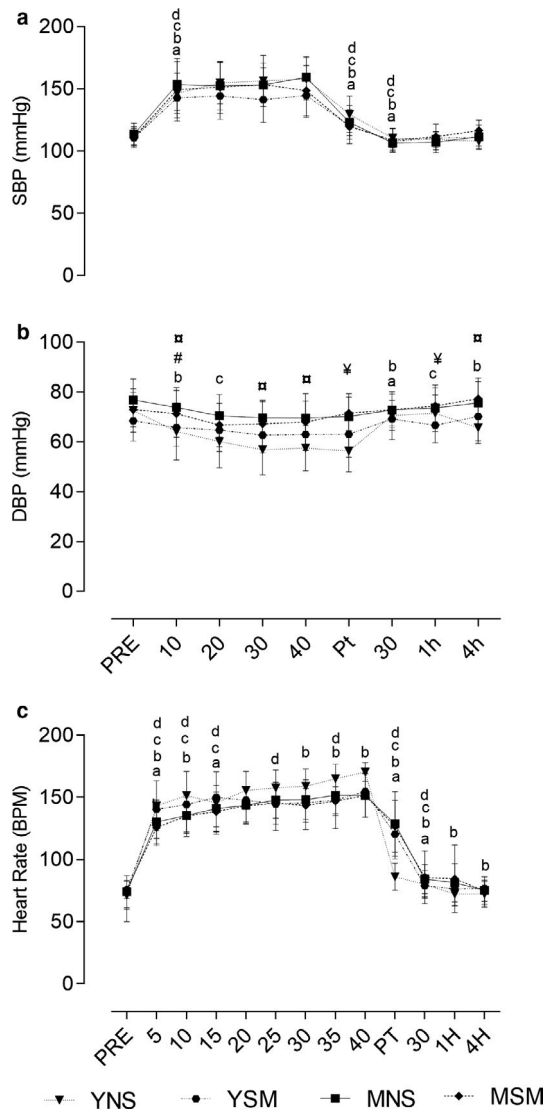 a
SBP (mmHg)
200
150
100
50
0
d d
c c d
b b c
a a b
a
b
DBP (mmHg)
100
80
60
40
20
0
¤ ¤
# ¥ b ¥
b c ¤ ¤ a c b
PRE 10 20 30 40 Pt 30 1h 4h
c
Heart Rate (BPM)
200
150
100
50
0
d d d d
c d c d c
b c c d b b
a b a d b b b a
d
c
b
a b b
PRE 5 10 15 20 25 30 35 40 PT 30 1H 4H
YNS YSM MNS MSM